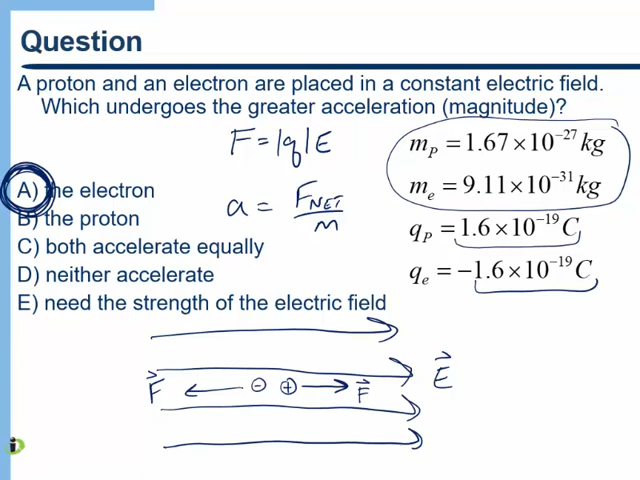 Question
A proton and an electron are placed in a constant electric field.
Which undergoes the greater acceleration (magnitude)?
F = |q|E
m_P = 1.67 × 10^{-27} kg
A) the electron
a = F_{NET}/m
m_e = 9.11 × 10^{-31} kg
B) the proton
q_P = 1.6 × 10^{-19} C
C) both accelerate equally
D) neither accelerate
q_e = -1.6 × 10^{-19} C
E) need the strength of the electric field
F⃗ ⊖ ⊕ F⃗ E⃗